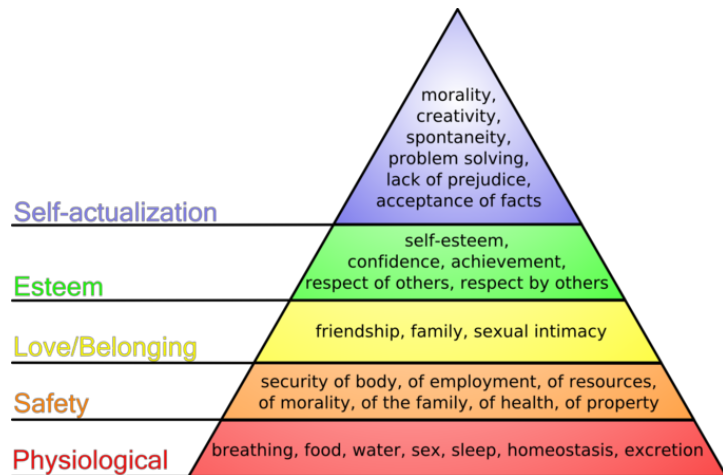 morality,
creativity,
spontaneity,
problem solving,
lack of prejudice,
acceptance of facts
Self-actualization
self-esteem,
confidence, achievement,
respect of others, respect by others
Esteem
friendship, family, sexual intimacy
Love/Belonging
security of body, of employment, of resources,
of morality, of the family, of health, of property
Safety
breathing, food, water, sex, sleep, homeostasis, excretion
Physiological